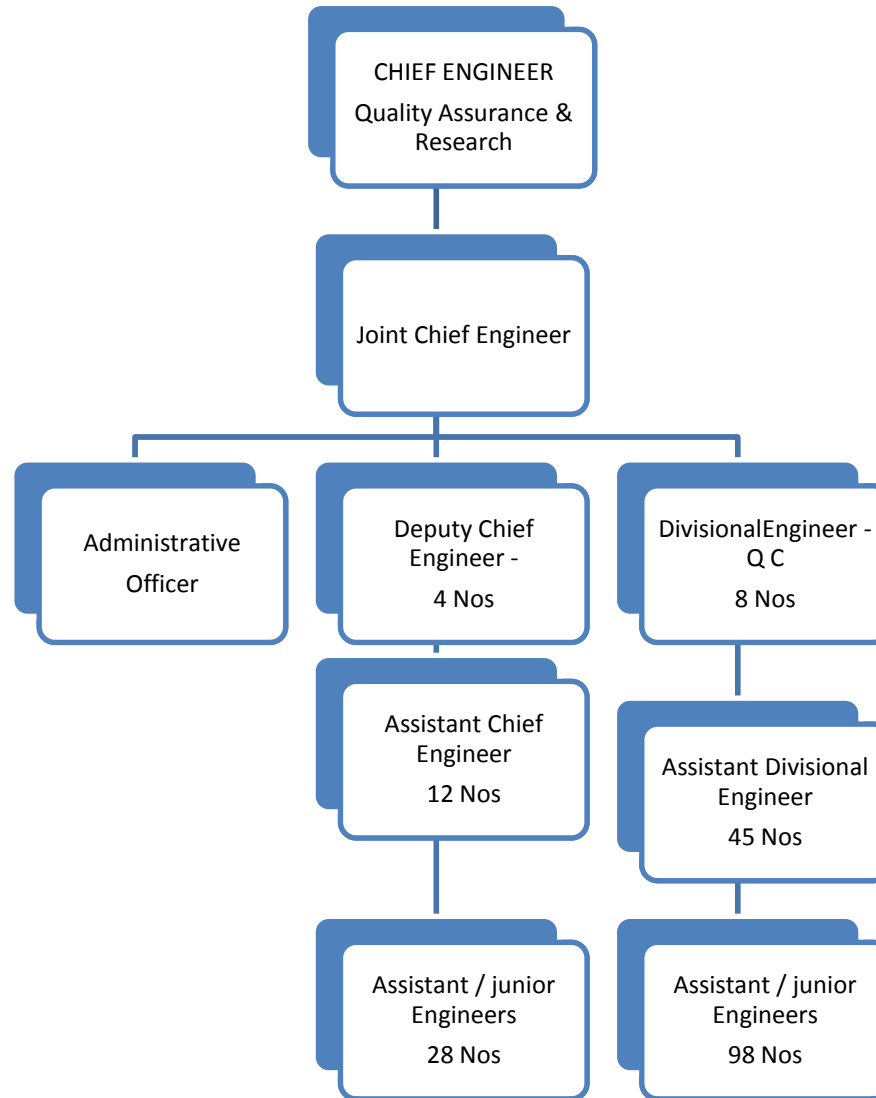 CHIEF ENGINEER
Quality Assurance &
Research
Joint Chief Engineer
Administrative
Officer
Deputy Chief
Engineer -
4 Nos
DivisionalEngineer -
Q C
8 Nos
Assistant Chief
Engineer
12 Nos
Assistant Divisional
Engineer
45 Nos
Assistant / junior
Engineers
28 Nos
Assistant / junior
Engineers
98 Nos